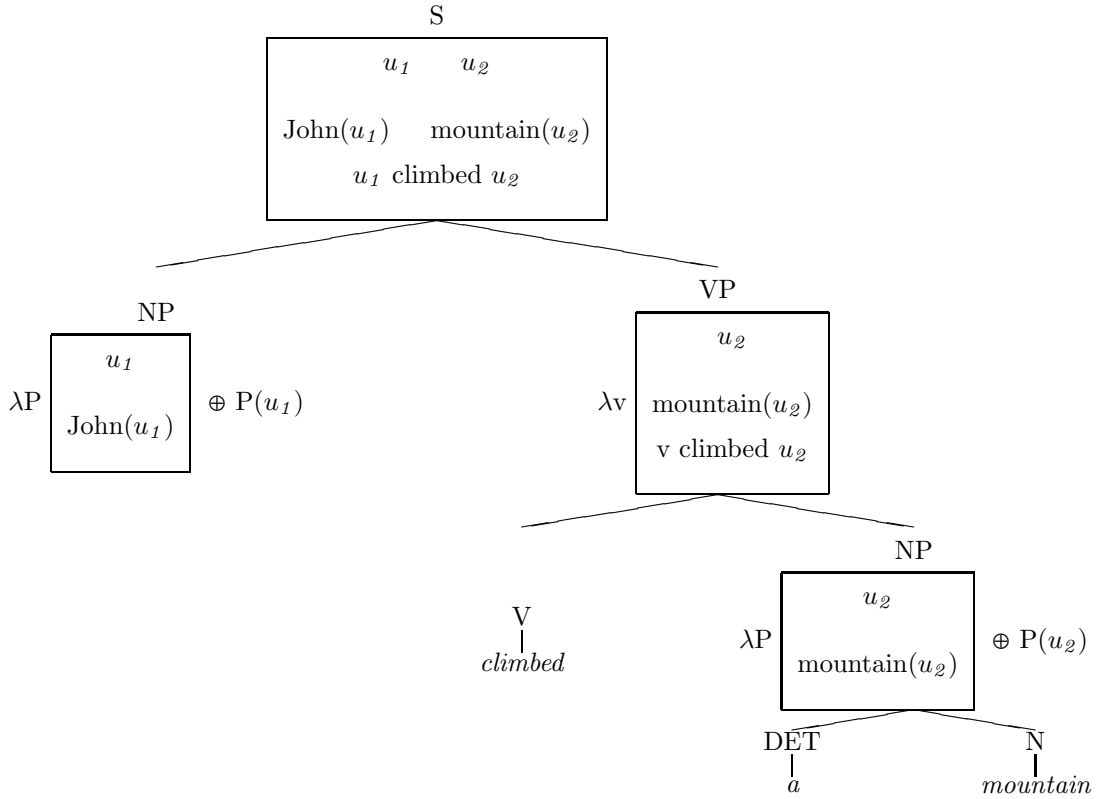 S
u₁ u₂
John(u₁) mountain(u₂)
u₁ climbed u₂
NP
VP
u₁
u₂
λP
⊕ P(u₁)
λv
mountain(u₂)
John(u₁)
v climbed u₂
NP
u₂
V
λP
⊕ P(u₂)
climbed
mountain(u₂)
DET N
a mountain